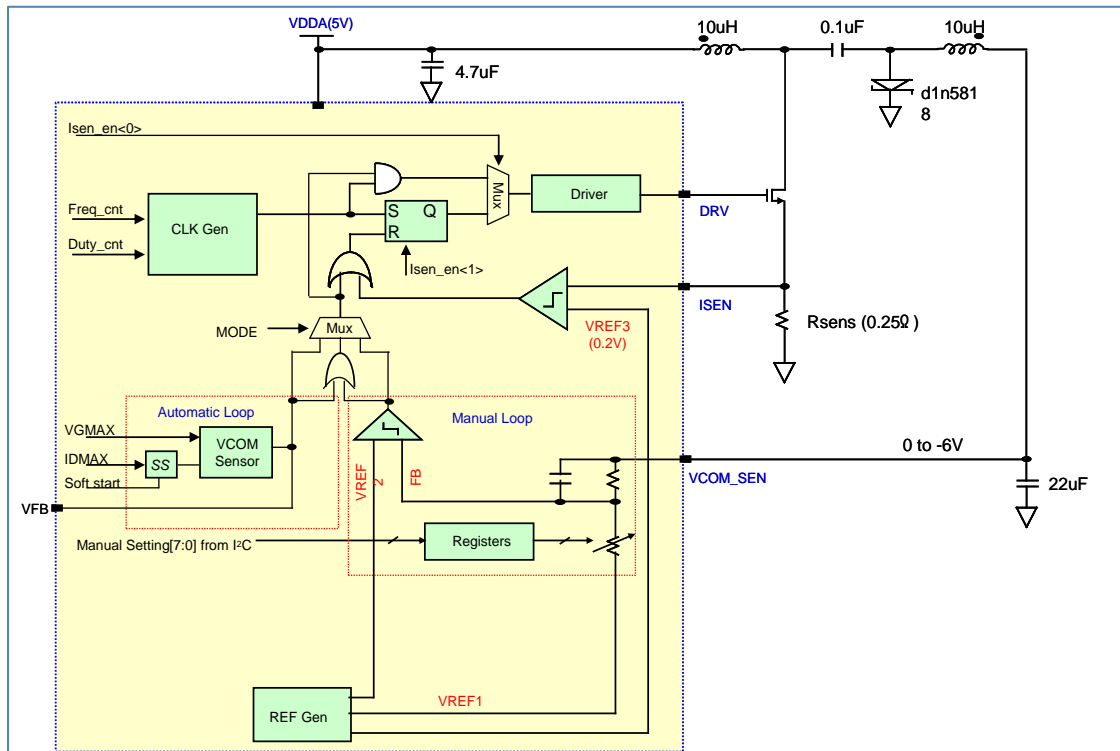 VDDA(5V)
10uH
0.1uF
10uH
4.7uF
d1n581
8
Isen_en<0>
Mux
Driver
DRV
Freq_cnt
Duty_cnt
CLK Gen
S Q
R
Isen_en<1>
ISEN
MODE
Mux
VREF3
(0.2V)
Rsens (0.25Ω )
Automatic Loop
Manual Loop
VGMAX
VCOM
Sensor
IDMAX
SS
Soft start
VREF
2
FB
0 to -6V
VCOM_SEN
22uF
VFB
Manual Setting[7:0] from I²C
Registers
VREF1
REF Gen